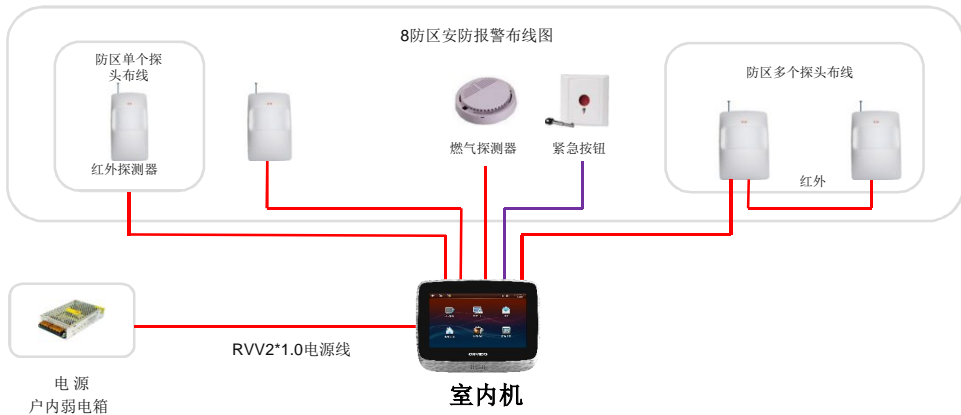 8防区安防报警布线图
防区单个探
头布线
防区多个探头布线
红外探测器
燃气探测器
紧急按钮
红外
RVV2*1.0电源线
电 源
户内弱电箱
室内机